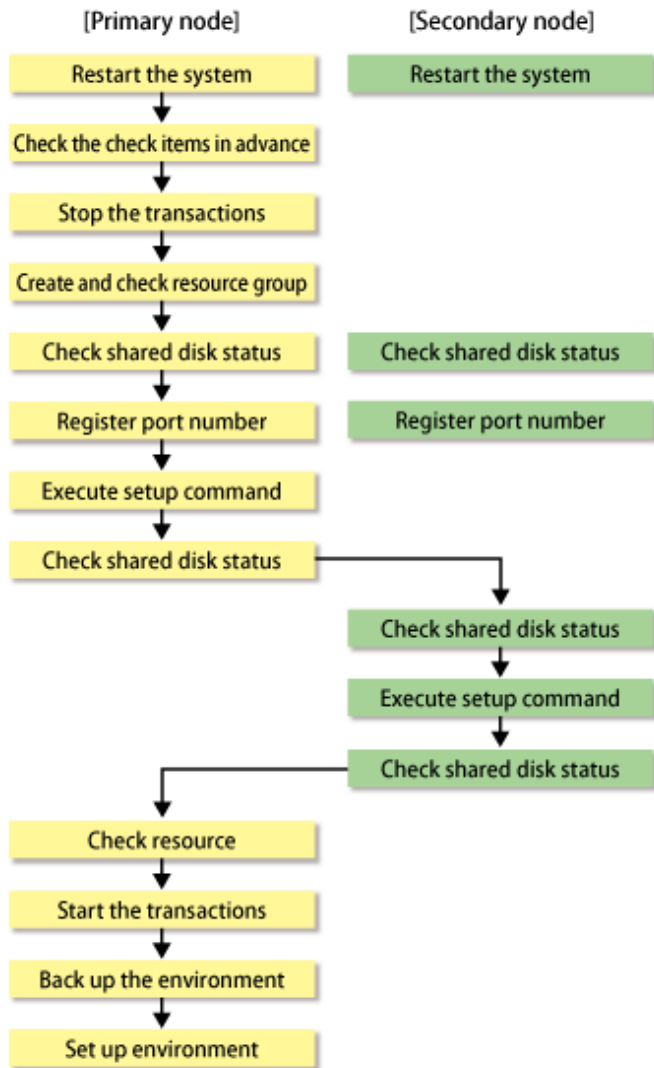 [Primary node] [Secondary node]
Restart the system Restart the system
Check the check items in advance
Stop the transactions
Create and check resource group
Check shared disk status Check shared disk status
Register port number Register port number
Execute setup command
Check shared disk status
Check shared disk status
Execute setup command
Check shared disk status
Check resource
Start the transactions
Back up the environment
Set up environment